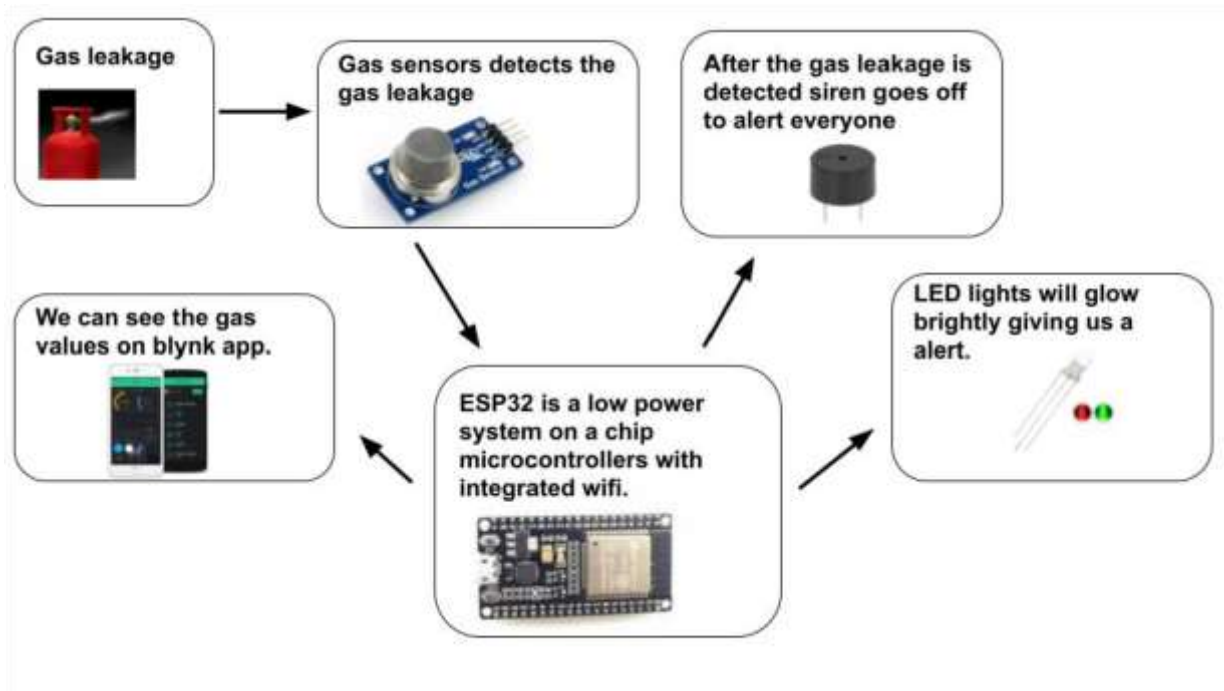 Gas leakage
Gas sensors detects the
gas leakage
After the gas leakage is
detected siren goes off
to alert everyone
We can see the gas
values on blynk app.
ESP32 is a low power
system on a chip
microcontrollers with
integrated wifi.
LED lights will glow
brightly giving us a
alert.